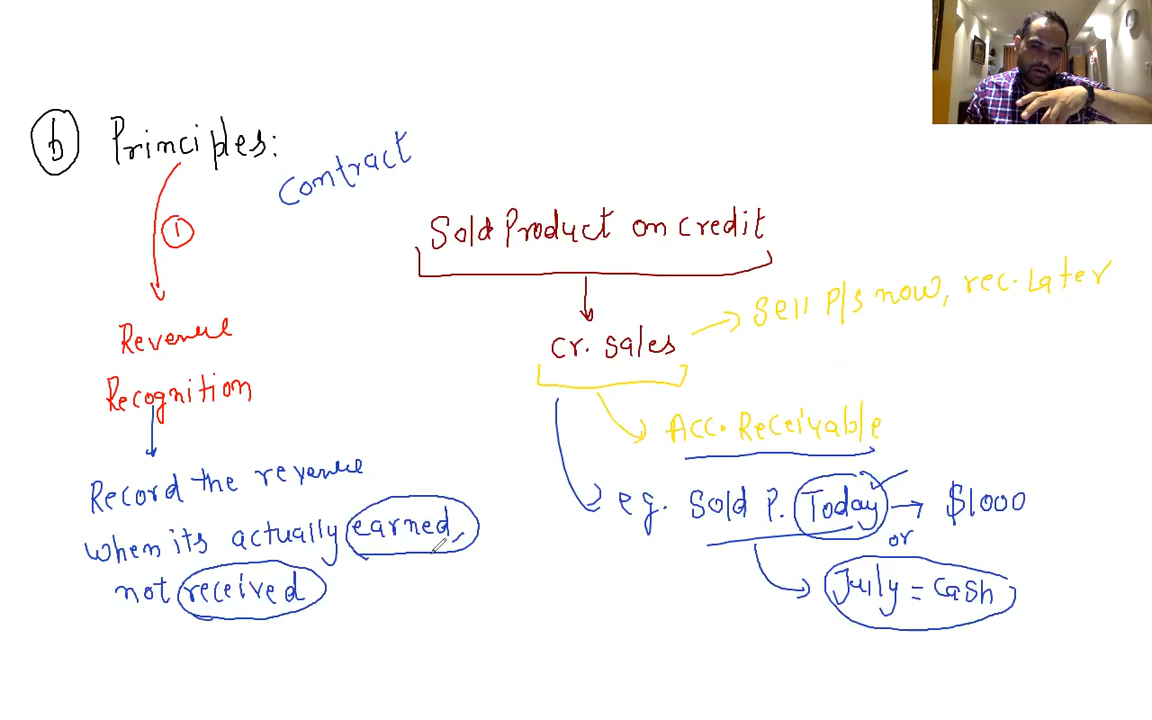 b Principles:
Contract
1
Revenue
Recognition
Record the revenue
when its actually earned,
not received
Sold Product on credit
Cr. Sales
Sell P/s now, rec. Later
Acc. Receivable
e.g. Sold P. Today → $1000
or
July = Cash